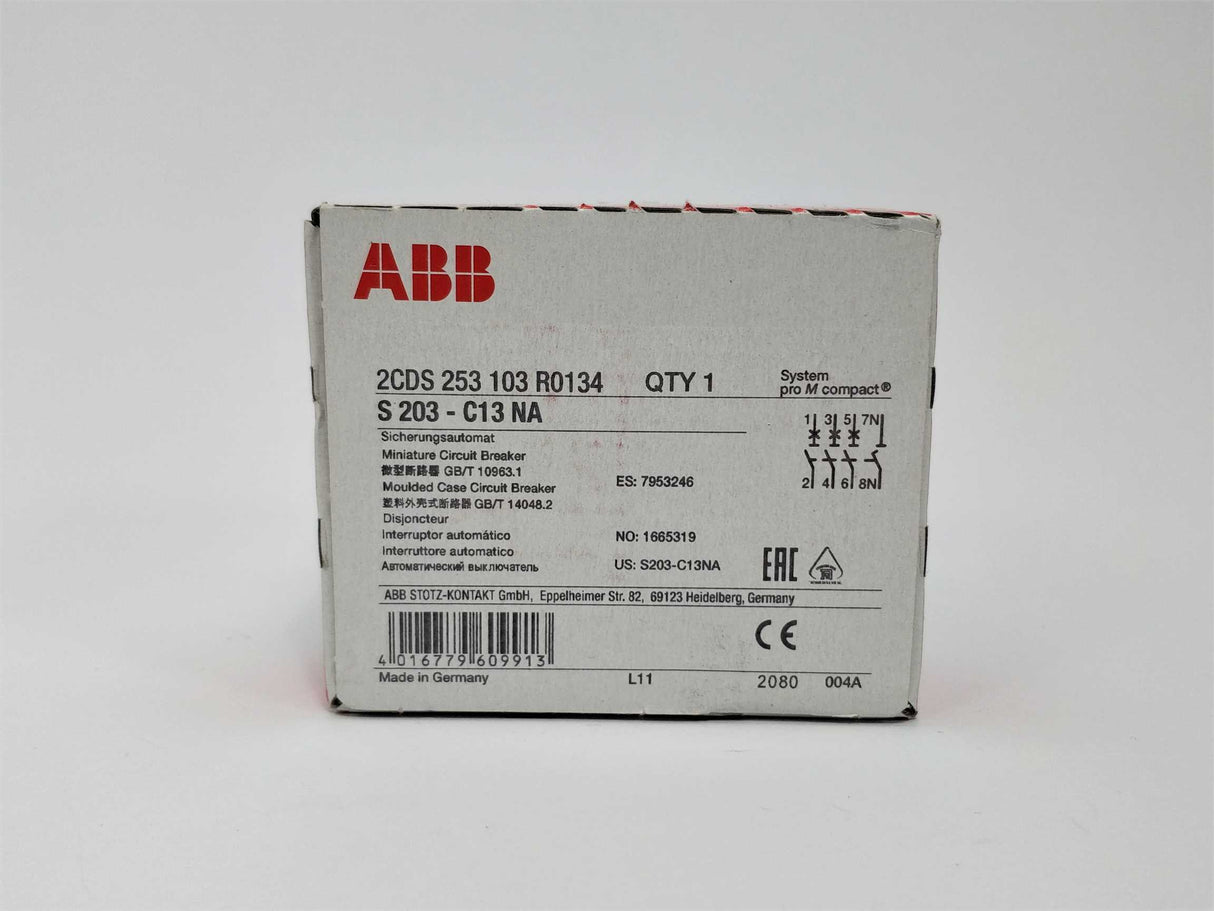 ABB
2CDS 253 103 R0134 QTY 1
System
pro M compact®
S 203 - C13 NA
1 3 5 7N
2 4 6 8N
Sicherungsautomat
Miniature Circuit Breaker
微型断路器 GB/T 10963.1
Moulded Case Circuit Breaker
塑料外壳式断路器 GB/T 14048.2
Disjoncteur
Interruptor automático
Interruttore automatico
Автоматический выключатель
ES: 7953246
NO: 1665319
US: S203-C13NA
EAC
ABB STOTZ-KONTAKT GmbH, Eppelheimer Str. 82, 69123 Heidelberg, Germany
CE
4 016779 609913
Made in Germany L11 2080 004A